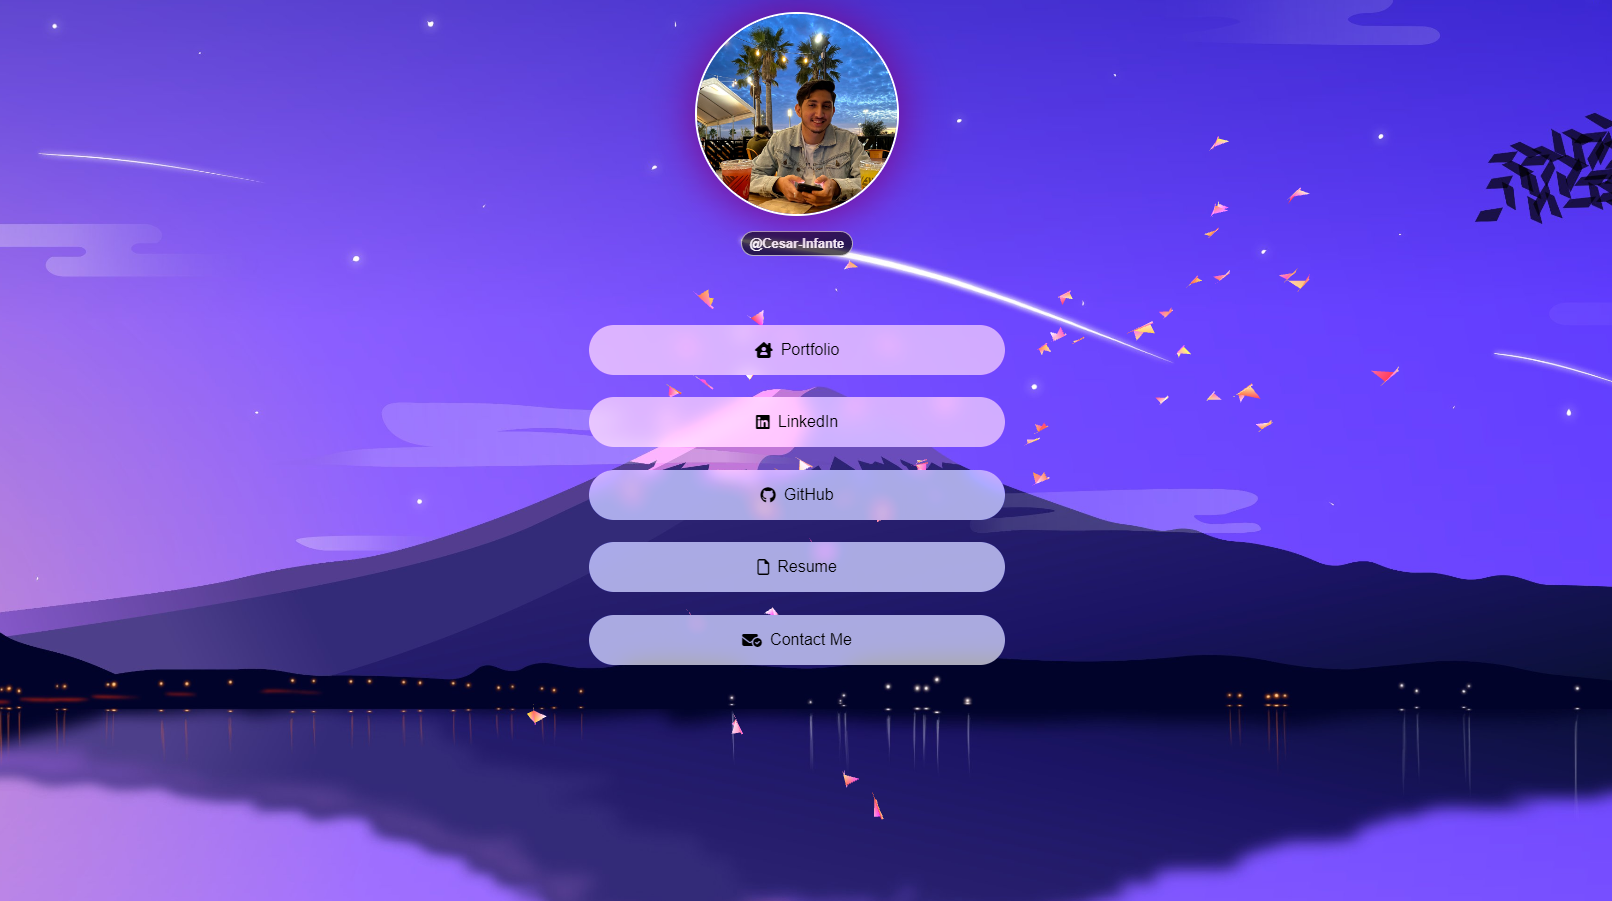 @Cesar-Infante
Portfolio
LinkedIn
GitHub
Resume
Contact Me